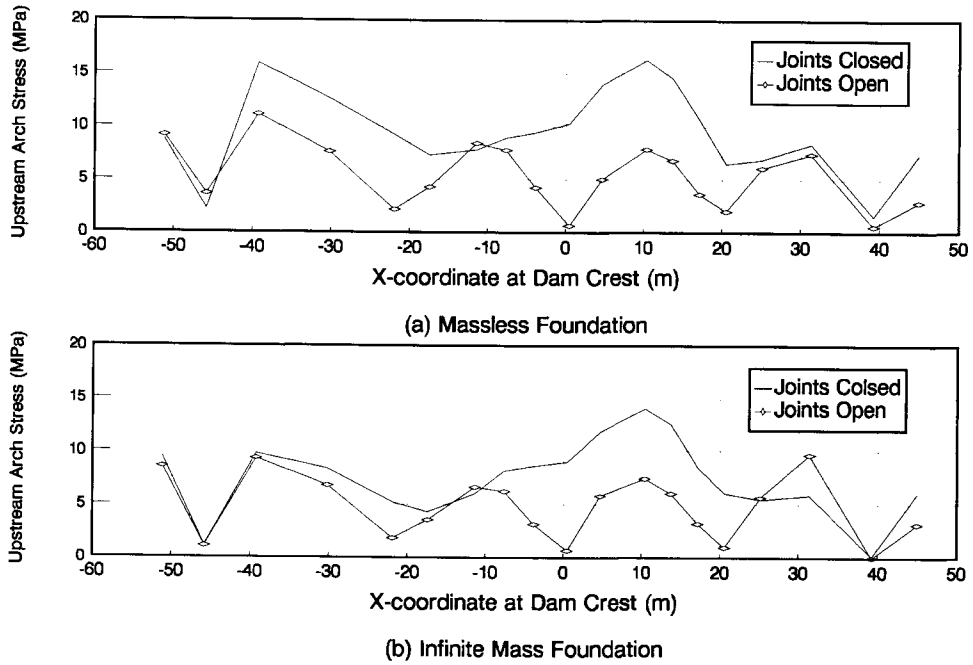 20
15
10
5
0
Upstream Arch Stress (MPa)
Joints Closed
Joints Open
-60 -50 -40 -30 -20 -10 0 10 20 30 40 50
X-coordinate at Dam Crest (m)
(a) Massless Foundation
20
15
10
5
0
Upstream Arch Stress (MPa)
Joints Colsed
Joints Open
-60 -50 -40 -30 -20 -10 0 10 20 30 40 50
X-coordinate at Dam Crest (m)
(b) Infinite Mass Foundation